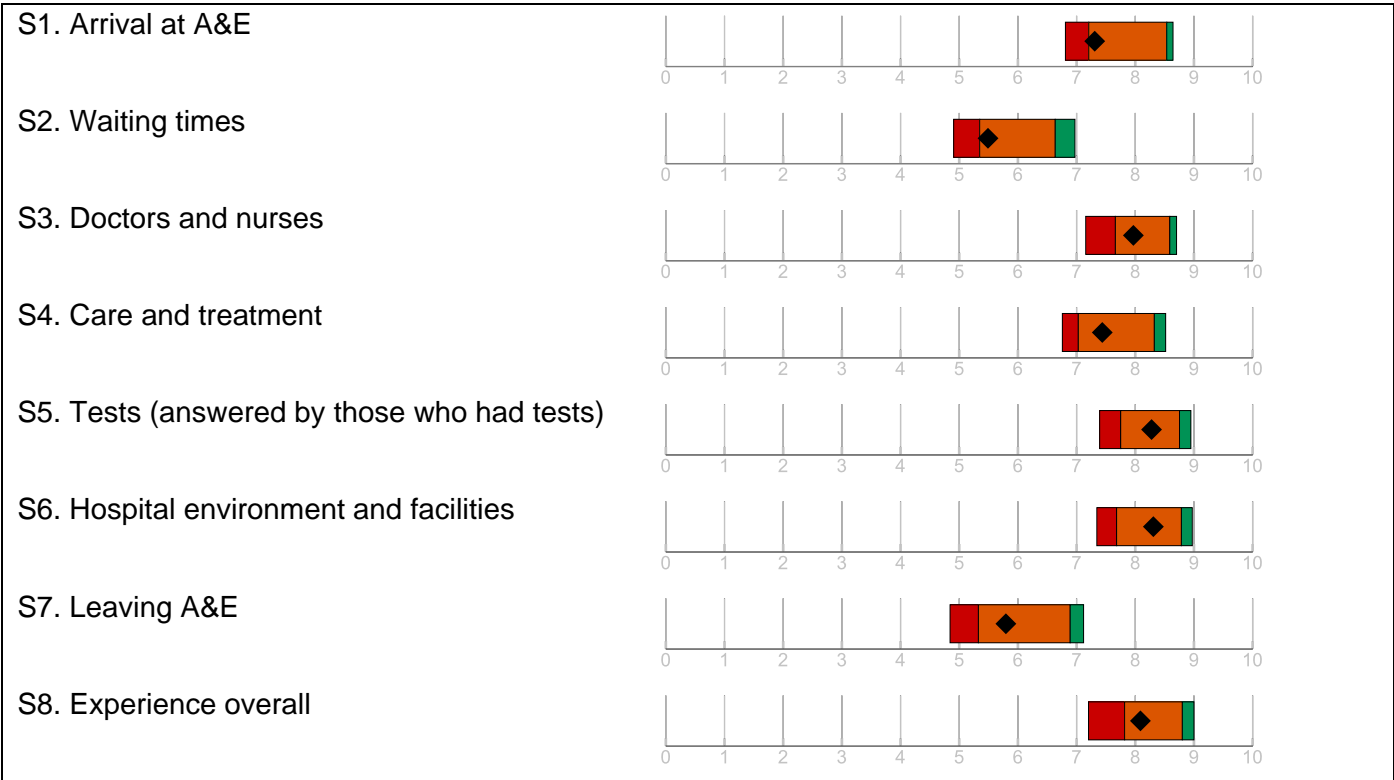 S1. Arrival at A&E
0 1 2 3 4 5 6 7 8 9 10
S2. Waiting times
0 1 2 3 4 5 6 7 8 9 10
S3. Doctors and nurses
0 1 2 3 4 5 6 7 8 9 10
S4. Care and treatment
0 1 2 3 4 5 6 7 8 9 10
S5. Tests (answered by those who had tests)
0 1 2 3 4 5 6 7 8 9 10
S6. Hospital environment and facilities
0 1 2 3 4 5 6 7 8 9 10
S7. Leaving A&E
0 1 2 3 4 5 6 7 8 9 10
S8. Experience overall
0 1 2 3 4 5 6 7 8 9 10